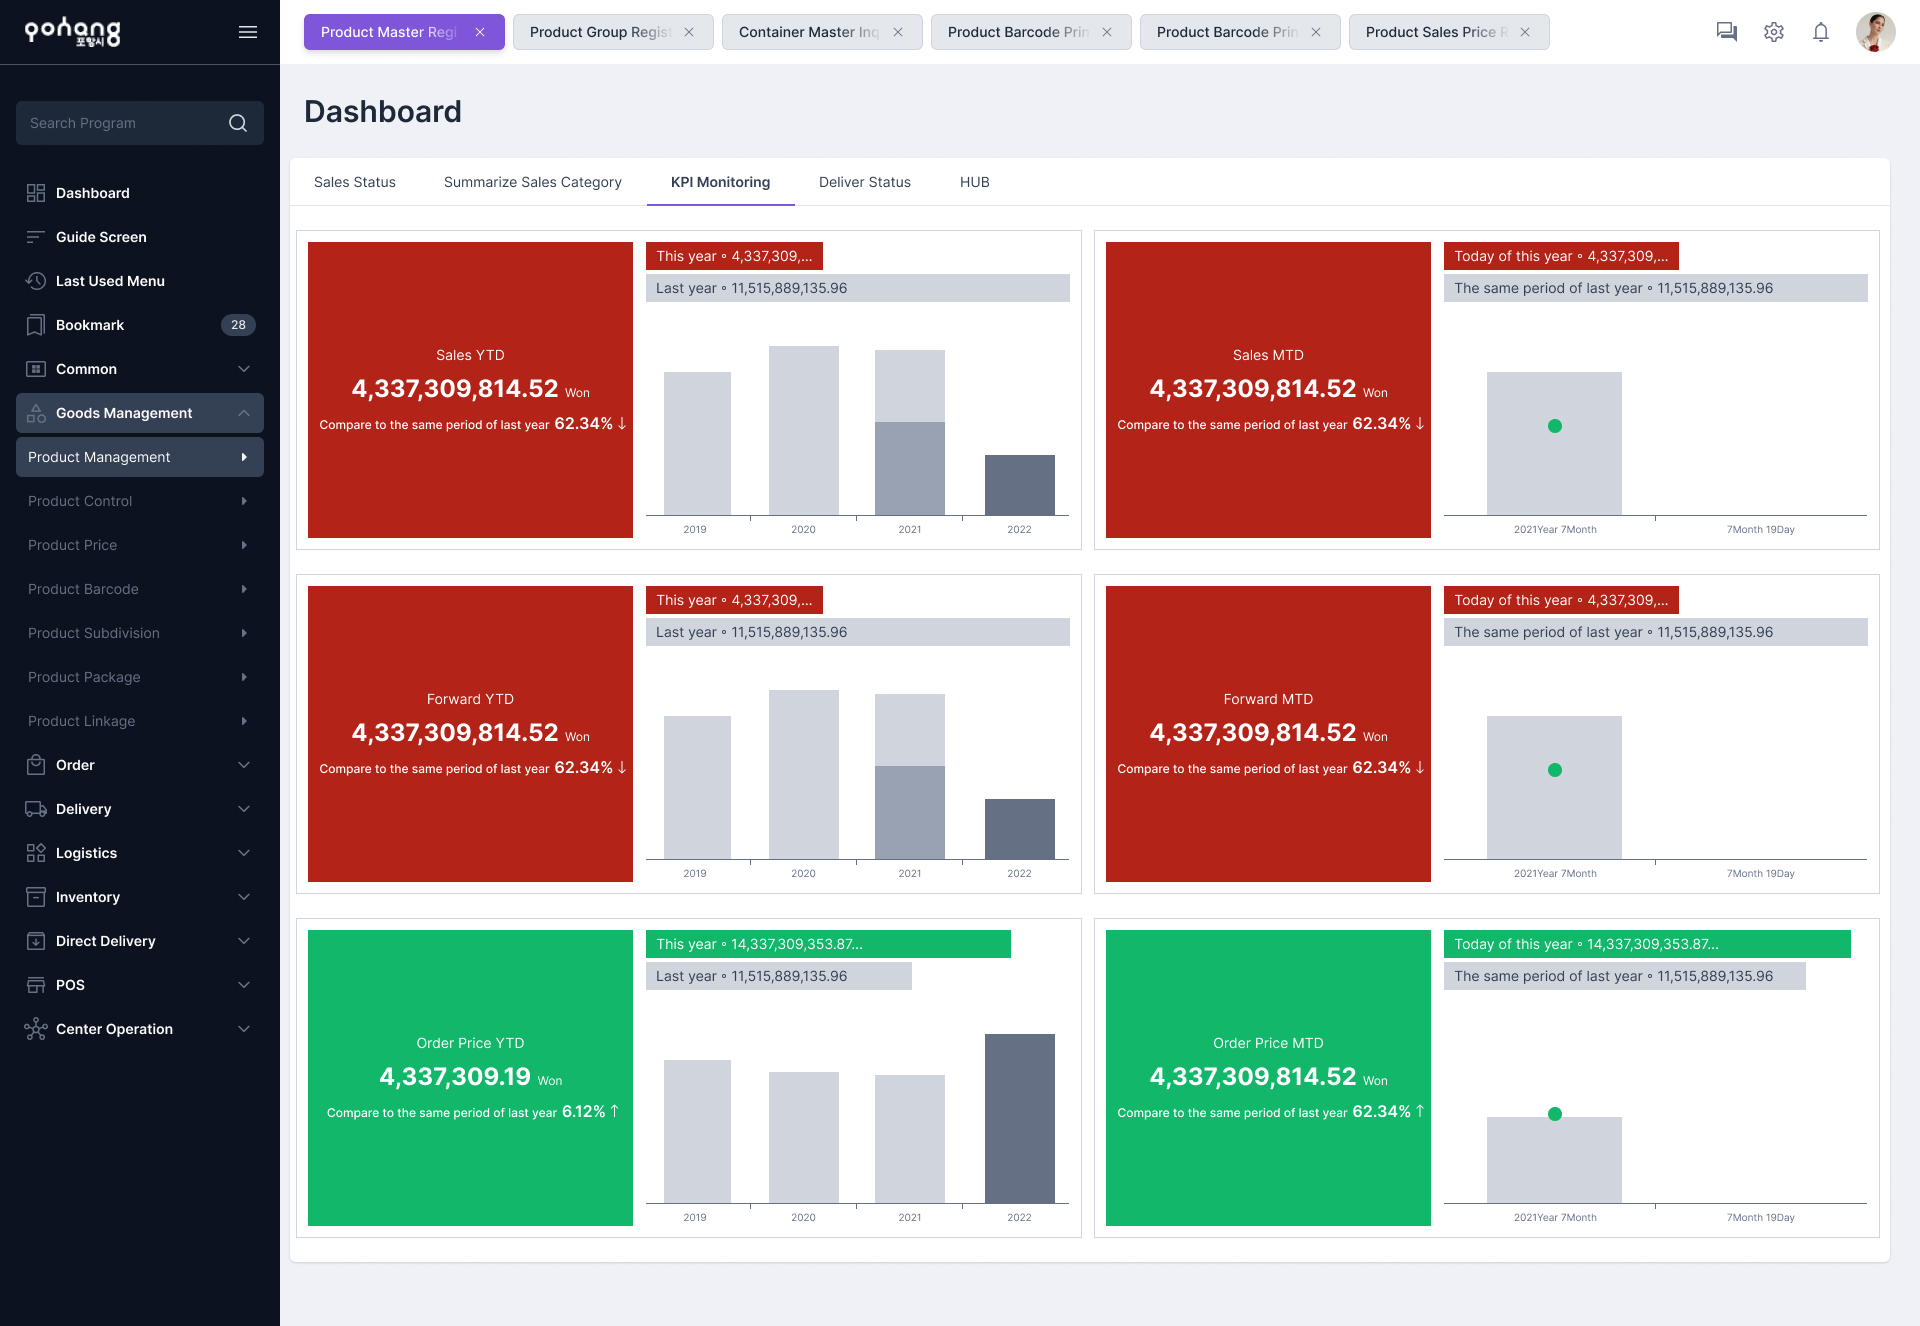 pohang
포항시
Product Master Regi
Product Group Regist
Container Master Inq
Product Barcode Prin
Product Barcode Prin
Product Sales Price R
Search Program
Dashboard
Guide Screen
Last Used Menu
Bookmark 28
Common
Goods Management
Product Management
Product Control
Product Price
Product Barcode
Product Subdivision
Product Package
Product Linkage
Order
Delivery
Logistics
Inventory
Direct Delivery
POS
Center Operation
Dashboard
Sales Status
Summarize Sales Category
KPI Monitoring
Deliver Status
HUB
Sales YTD
4,337,309,814.52 Won
Compare to the same period of last year 62.34% ↓
This year ∘ 4,337,309,...
Last year ∘ 11,515,889,135.96
2019 2020 2021 2022
Sales MTD
4,337,309,814.52 Won
Compare to the same period of last year 62.34% ↓
Today of this year ∘ 4,337,309,...
The same period of last year ∘ 11,515,889,135.96
2021Year 7Month 7Month 19Day
Forward YTD
4,337,309,814.52 Won
Compare to the same period of last year 62.34% ↓
This year ∘ 4,337,309,...
Last year ∘ 11,515,889,135.96
2019 2020 2021 2022
Forward MTD
4,337,309,814.52 Won
Compare to the same period of last year 62.34% ↓
Today of this year ∘ 4,337,309,...
The same period of last year ∘ 11,515,889,135.96
2021Year 7Month 7Month 19Day
Order Price YTD
4,337,309.19 Won
Compare to the same period of last year 6.12% ↑
This year ∘ 14,337,309,353.87...
Last year ∘ 11,515,889,135.96
2019 2020 2021 2022
Order Price MTD
4,337,309,814.52 Won
Compare to the same period of last year 62.34% ↑
Today of this year ∘ 14,337,309,353.87...
The same period of last year ∘ 11,515,889,135.96
2021Year 7Month 7Month 19Day